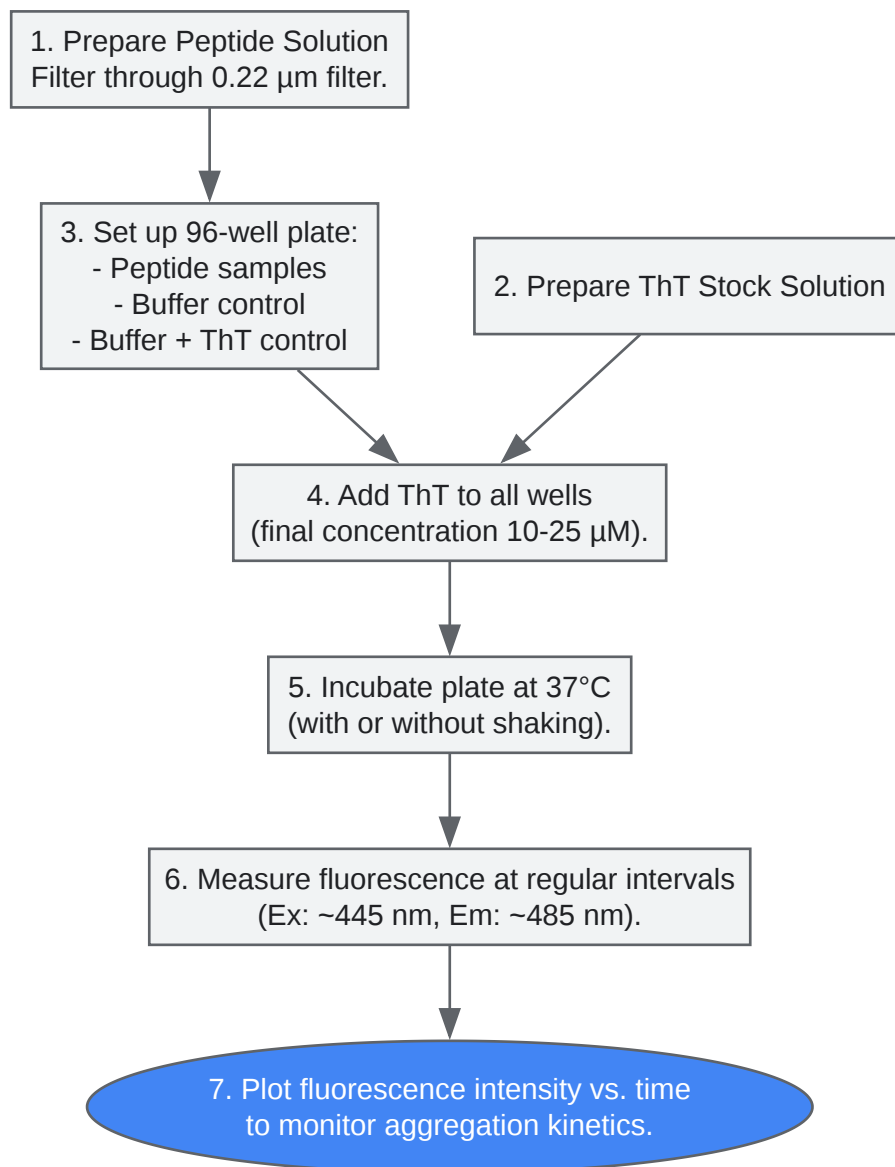 1. Prepare Peptide Solution
Filter through 0.22 µm filter.
3. Set up 96-well plate:
- Peptide samples
- Buffer control
- Buffer + ThT control
2. Prepare ThT Stock Solution
4. Add ThT to all wells
(final concentration 10-25 µM).
5. Incubate plate at 37°C
(with or without shaking).
6. Measure fluorescence at regular intervals
(Ex: ~445 nm, Em: ~485 nm).
7. Plot fluorescence intensity vs. time
to monitor aggregation kinetics.